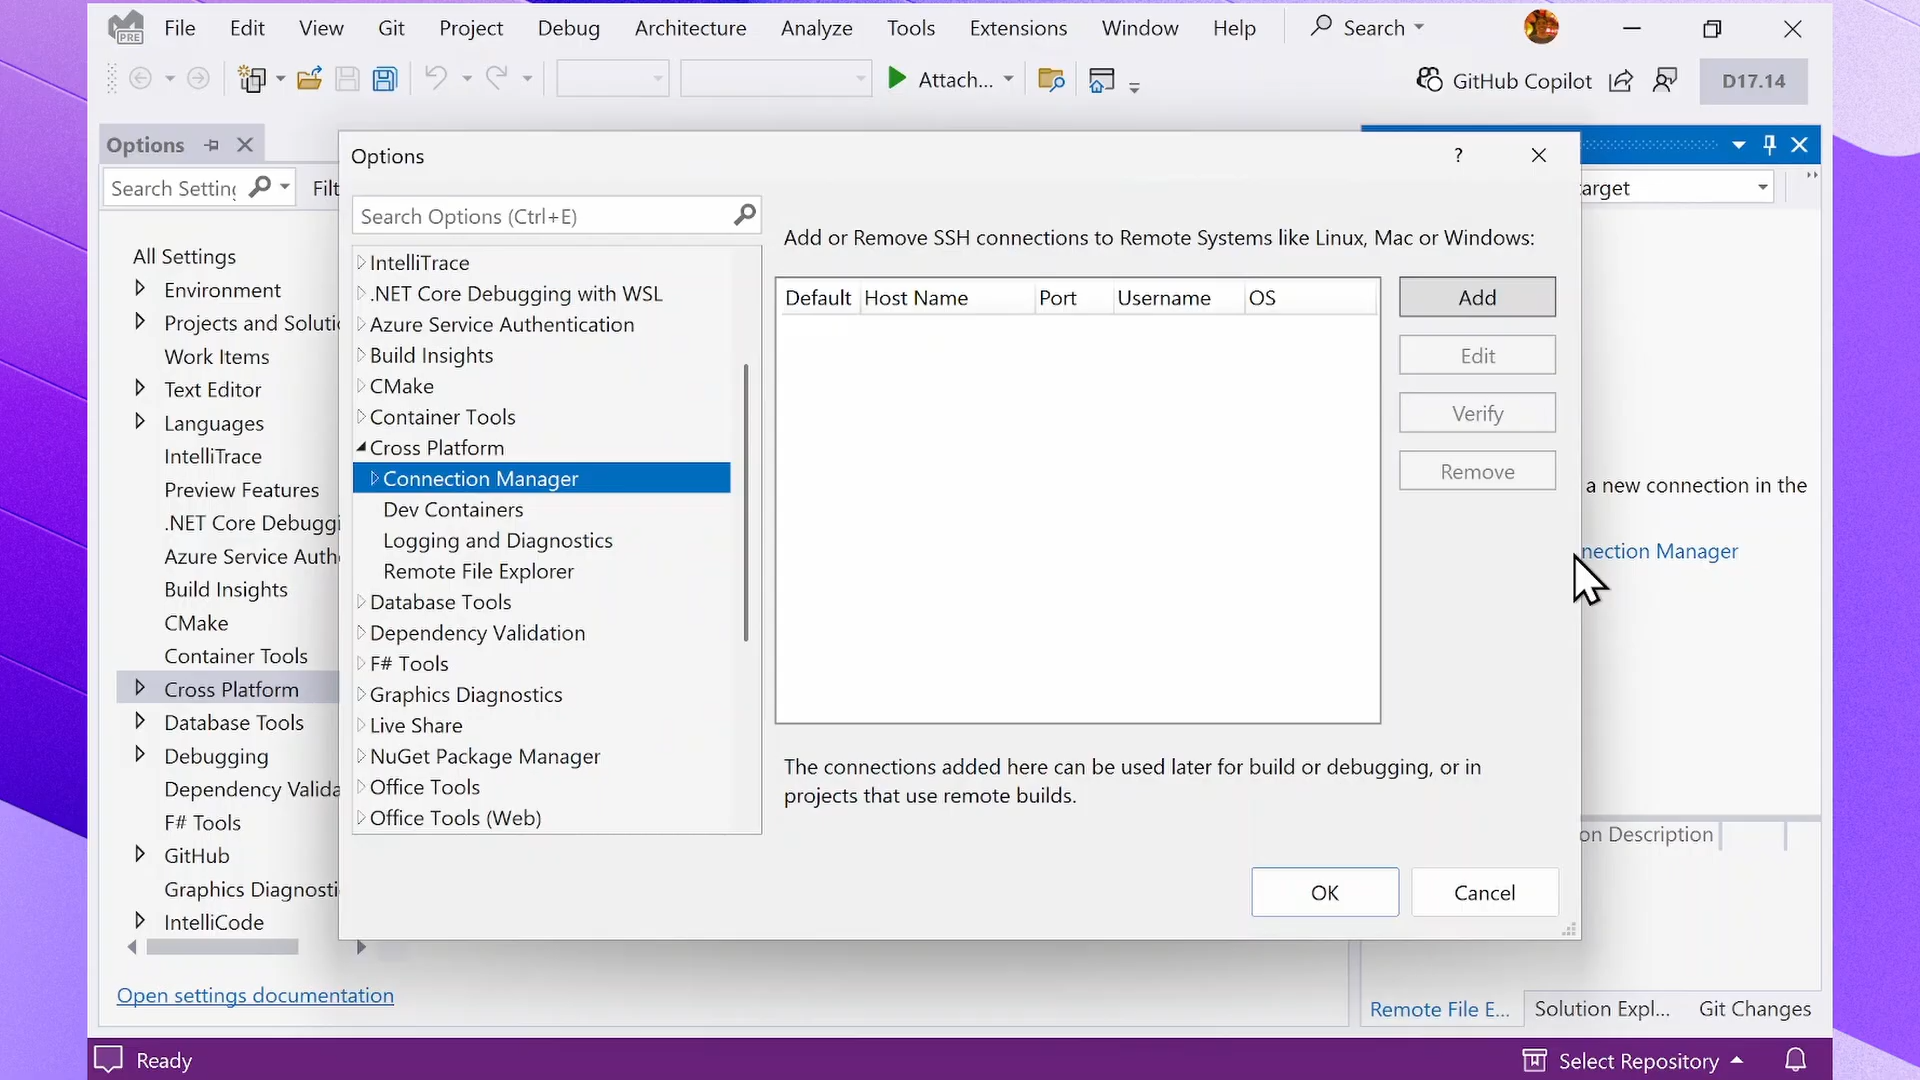 PRE
File Edit View Git Project Debug Architecture Analyze Tools Extensions Window Help Search
Attach... GitHub Copilot D17.14
Options
Search Settin
Filt
All Settings
Environment
Projects and Soluti
Work Items
Text Editor
Languages
IntelliTrace
Preview Features
.NET Core Debuggi
Azure Service Auth
Build Insights
CMake
Container Tools
Cross Platform
Database Tools
Debugging
Dependency Valida
F# Tools
GitHub
Graphics Diagnosti
IntelliCode
Open settings documentation
Options
?
Search Options (Ctrl+E)
IntelliTrace
.NET Core Debugging with WSL
Azure Service Authentication
Build Insights
CMake
Container Tools
Cross Platform
Connection Manager
Dev Containers
Logging and Diagnostics
Remote File Explorer
Database Tools
Dependency Validation
F# Tools
Graphics Diagnostics
Live Share
NuGet Package Manager
Office Tools
Office Tools (Web)
Add or Remove SSH connections to Remote Systems like Linux, Mac or Windows:
Default Host Name Port Username OS
Add
Edit
Verify
Remove
The connections added here can be used later for build or debugging, or in
projects that use remote builds.
OK
Cancel
arget
a new connection in the
nection Manager
on Description
Remote File E... Solution Expl... Git Changes
Ready
Select Repository